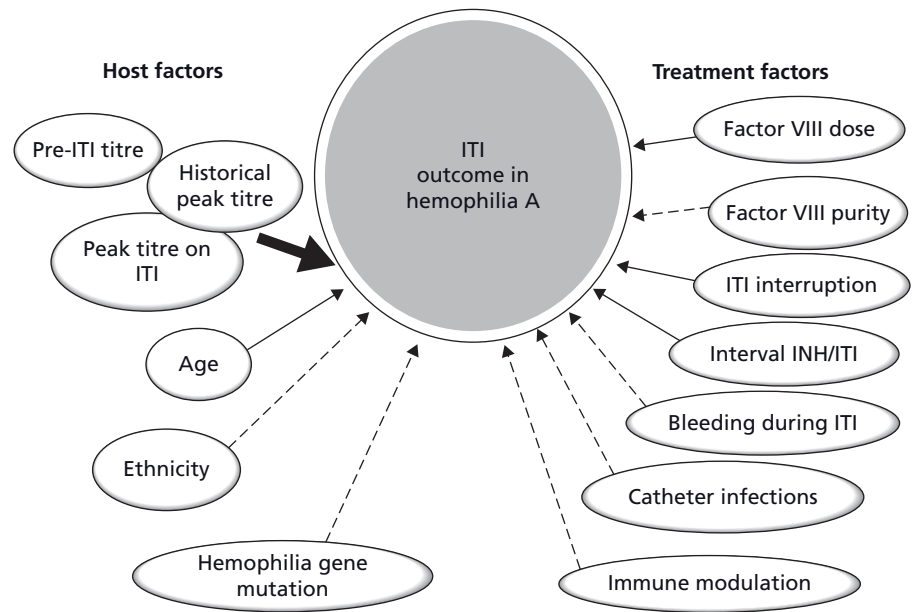 Host factors
Pre-ITI titre
Historical
peak titre
Peak titre on
ITI
Age
Ethnicity
Hemophilia gene
mutation
ITI
outcome in
hemophilia A
Treatment factors
Factor VIII dose
Factor VIII purity
ITI interruption
Interval INH/ITI
Bleeding during ITI
Catheter infections
Immune modulation